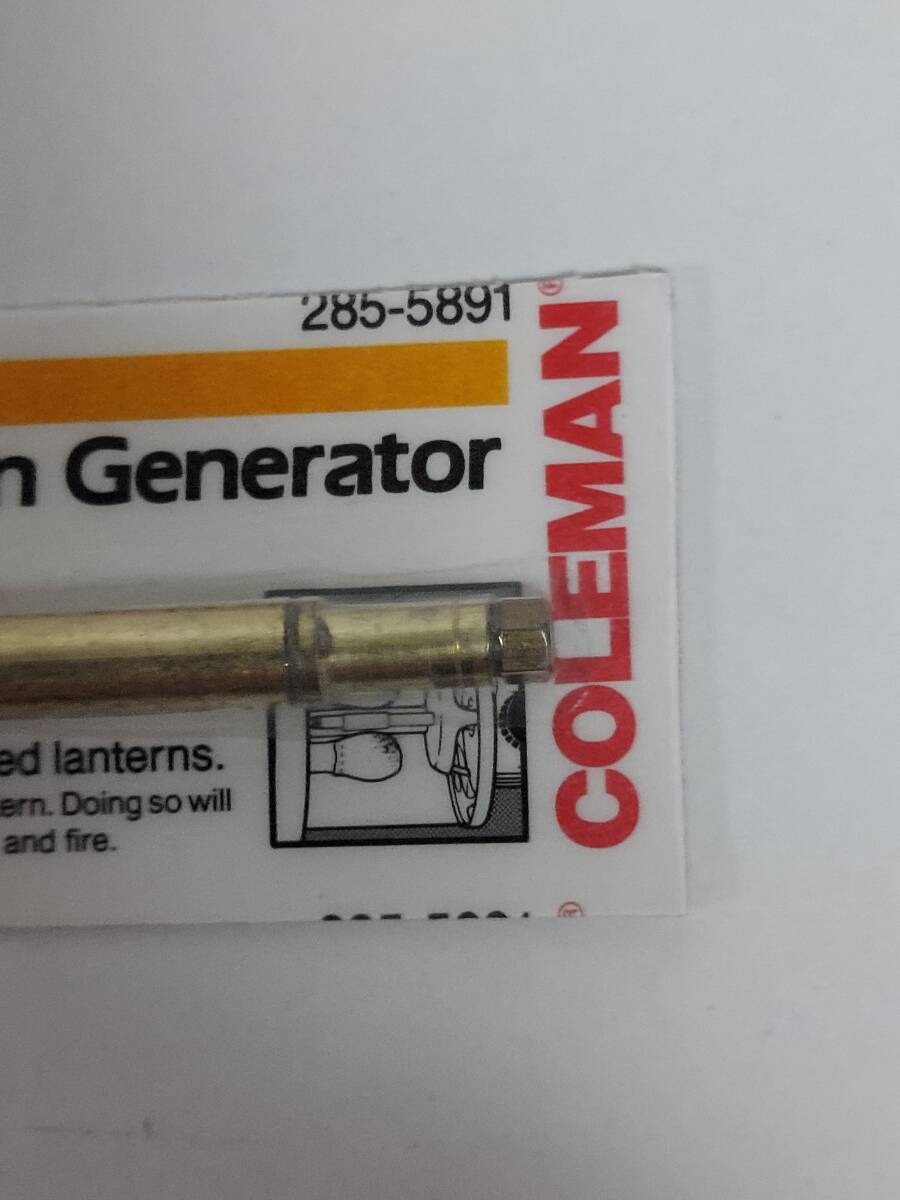 285-5891
n Generator
COLEMAN®
ed lanterns.
ern. Doing so will
and fire.
®